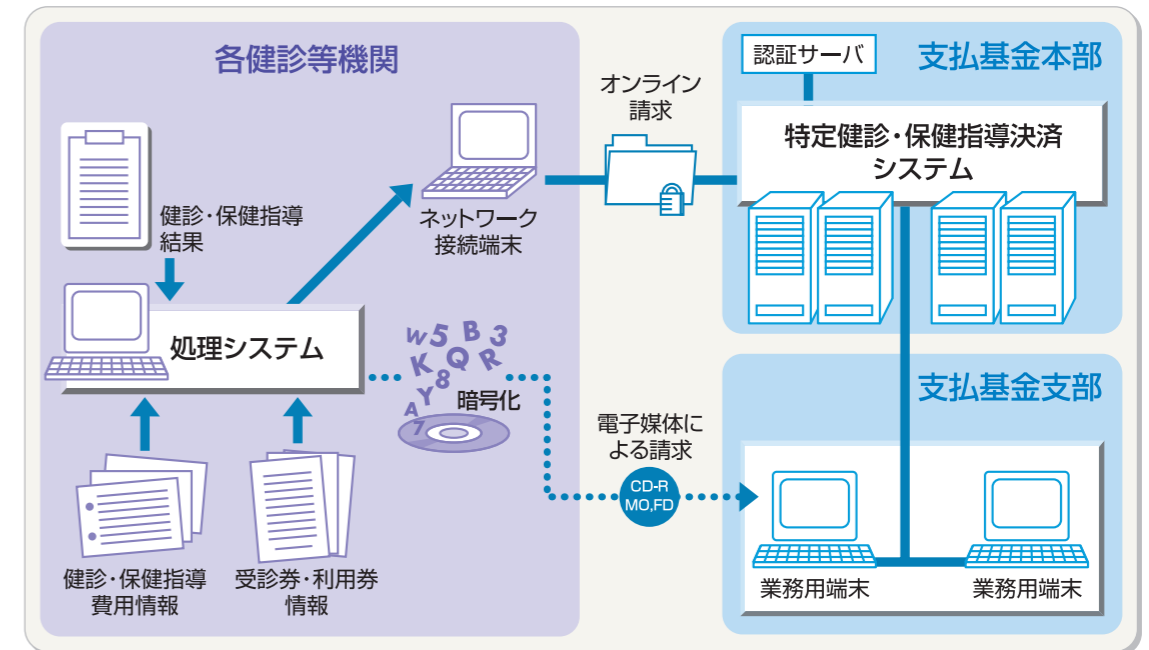 各健診等機関
健診・保健指導
結果
処理システム
ネットワーク
接続端末
W5 B 3
K Q R
8
Y
A
7
暗号化
健診・保健指導
費用情報
受診券・利用券
情報
オンライン
請求
電子媒体に
よる請求
CD-R
MO,FD
支払基金本部
認証サーバ
特定健診・保健指導決済
システム
支払基金支部
業務用端末
業務用端末